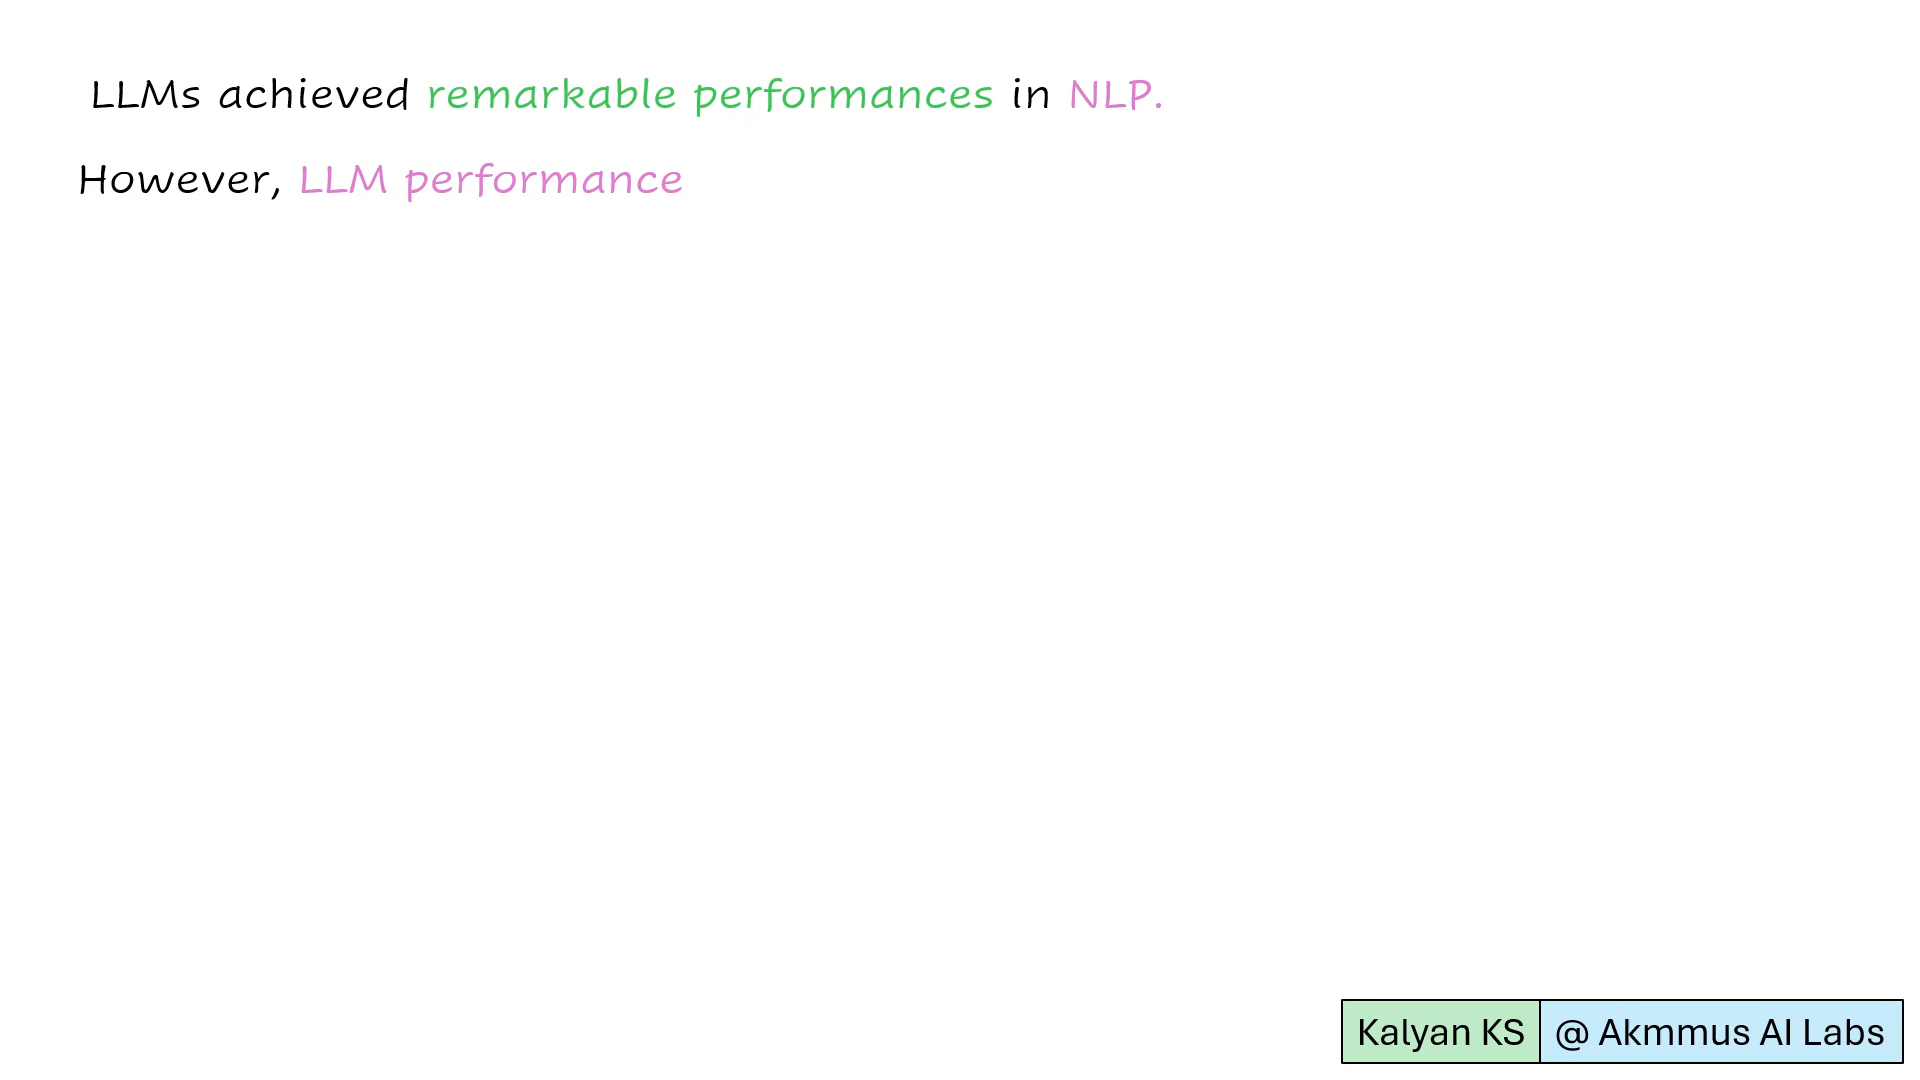 LLMs achieved remarkable performances in NLP.
However, LLM performance
Kalyan KS @ Akmmus AI Labs